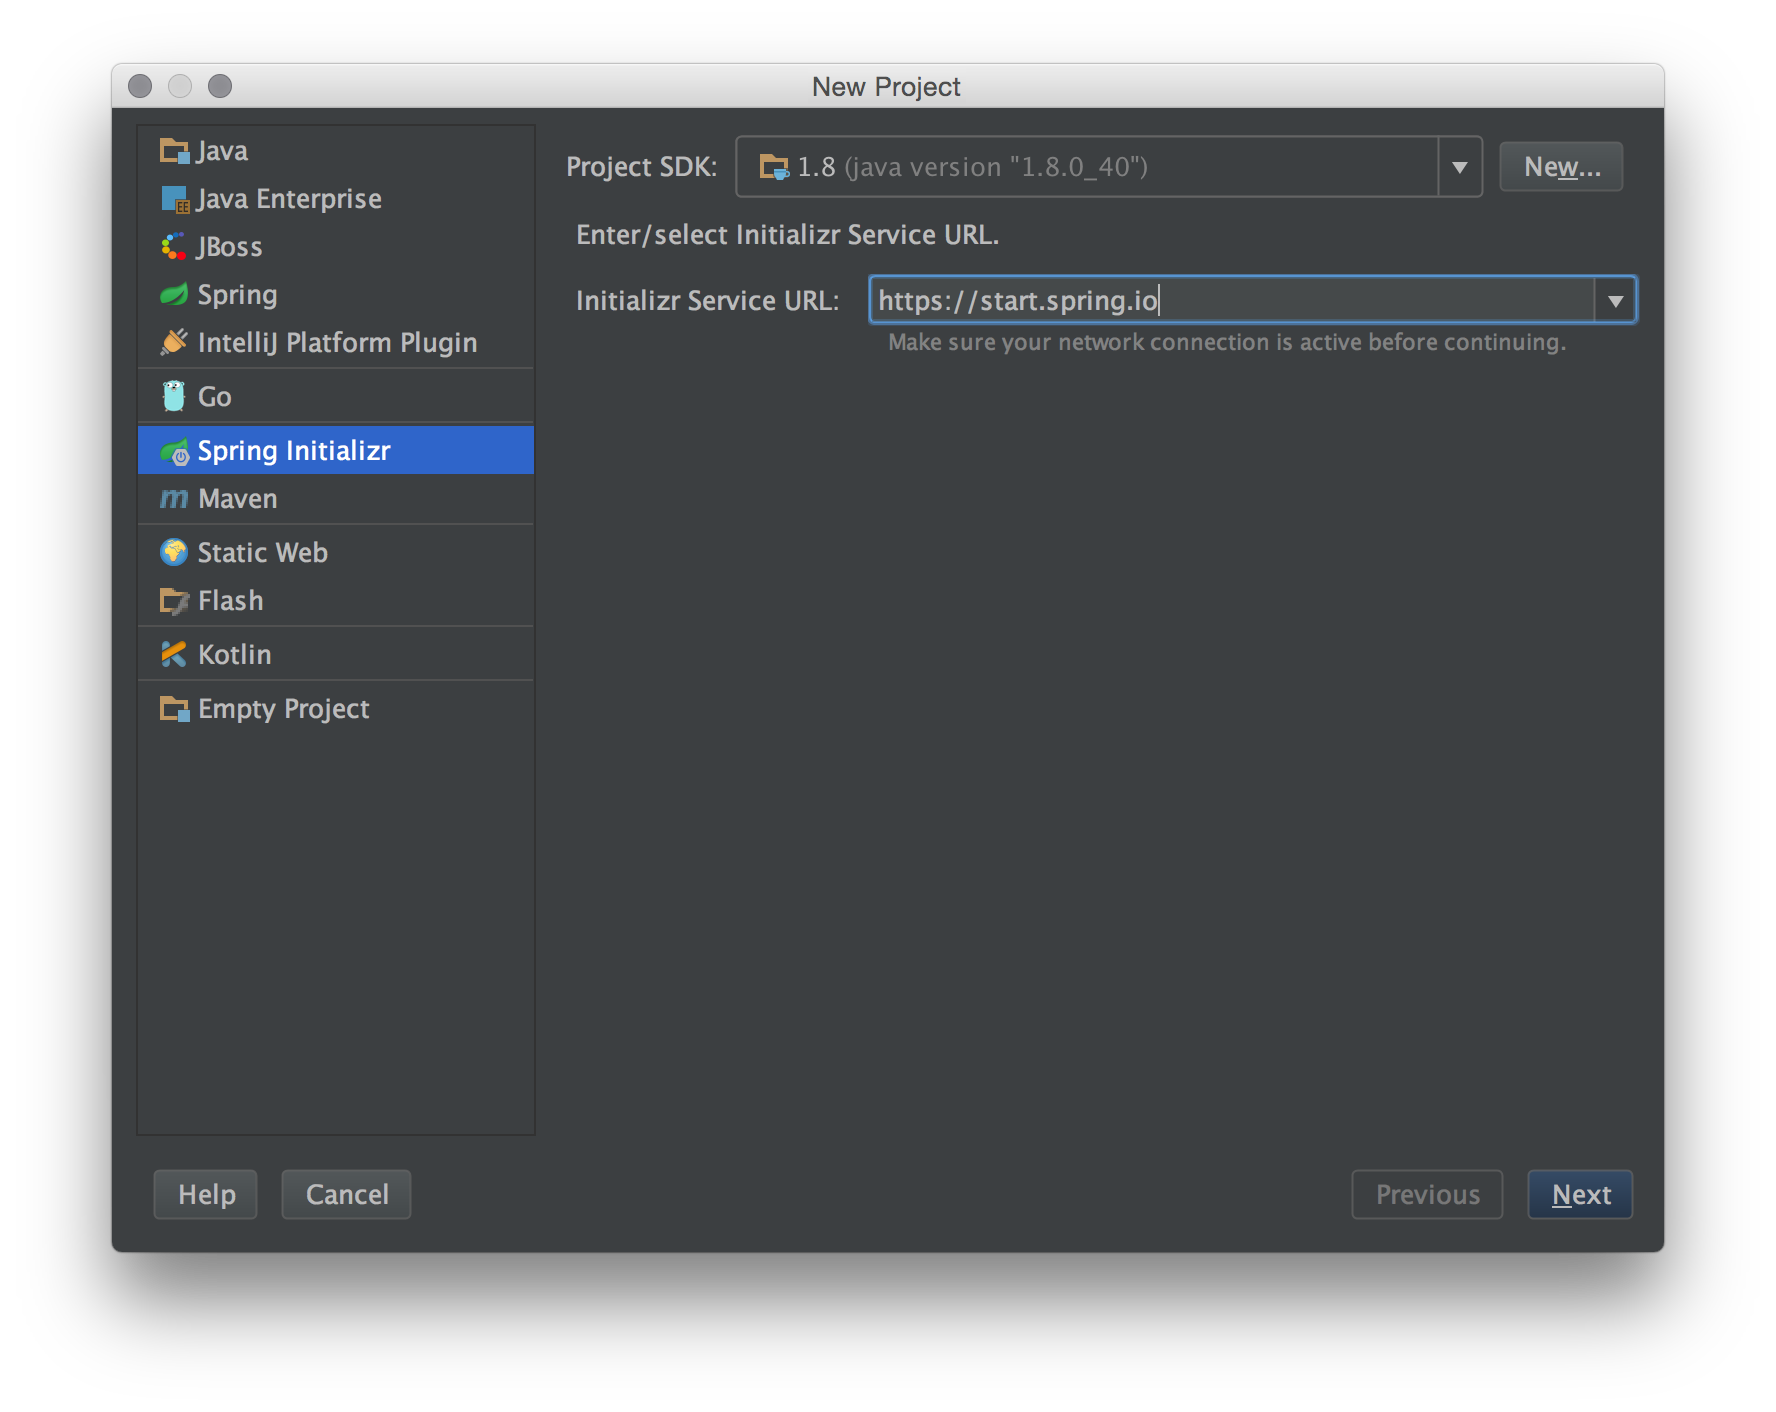 New Project
Java
Java Enterprise
JBoss
Spring
IntelliJ Platform Plugin
Go
Spring Initializr
Maven
Static Web
Flash
Kotlin
Empty Project
Project SDK: 1.8 (java version "1.8.0_40") New...
Enter/select Initializr Service URL.
Initializr Service URL: https://start.spring.io
Make sure your network connection is active before continuing.
Help Cancel Previous Next